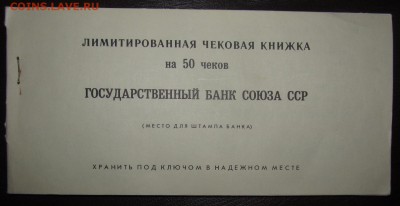 COINS.LAVE.RU
ЛИМИТИРОВАННАЯ ЧЕКОВАЯ КНИЖКА
на 50 чеков
ГОСУДАРСТВЕННЫЙ БАНК СОЮЗА ССР
(МЕСТО ДЛЯ ШТАМПА БАНКА)
ХРАНИТЬ ПОД КЛЮЧОМ В НАДЕЖНОМ МЕСТЕ